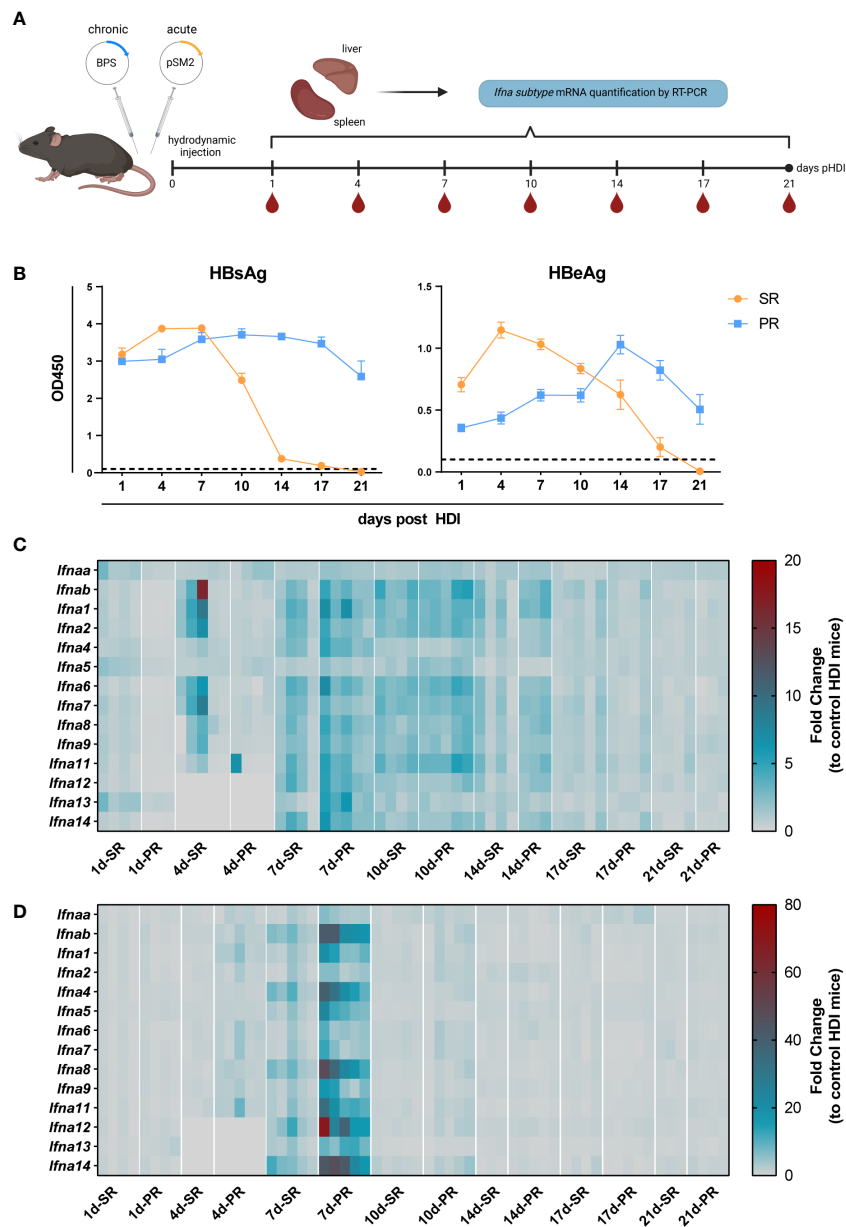 A
chronic
acute
BPS
pSM2
liver
spleen
Ifna subtype mRNA quantification by RT-PCR
hydrodynamic
injection
days pHDI
0
1
4
7
10
14
17
21
B
HBsAg
HBeAg
SR
PR
OD450
5
4
3
2
1
0
1
4
7
10
14
17
21
1.5
1.0
0.5
0.0
1
4
7
10
14
17
21
days post HDI
C
Ifnaa
Ifnab
Ifna1
Ifna2
Ifna4
Ifna5
Ifna6
Ifna7
Ifna8
Ifna9
Ifna11
Ifna12
Ifna13
Ifna14
1d-SR
1d-PR
4d-SR
4d-PR
7d-SR
7d-PR
10d-SR
10d-PR
14d-SR
14d-PR
17d-SR
17d-PR
21d-SR
21d-PR
20
15
10
5
0
Fold Change
(to control HDI mice)
D
Ifnaa
Ifnab
Ifna1
Ifna2
Ifna4
Ifna5
Ifna6
Ifna7
Ifna8
Ifna9
Ifna11
Ifna12
Ifna13
Ifna14
1d-SR
1d-PR
4d-SR
4d-PR
7d-SR
7d-PR
10d-SR
10d-PR
14d-SR
14d-PR
17d-SR
17d-PR
21d-SR
21d-PR
80
60
40
20
0
Fold Change
(to control HDI mice)